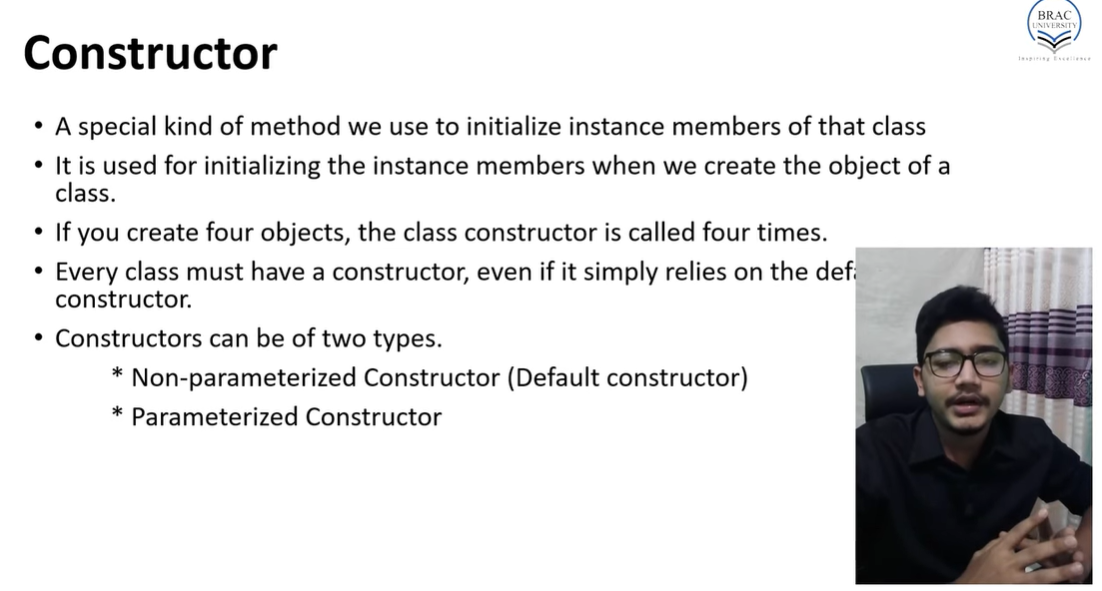 BRAC
UNIVERSITY
Inspiring Excellence
Constructor
• A special kind of method we use to initialize instance members of that class
• It is used for initializing the instance members when we create the object of a
class.
• If you create four objects, the class constructor is called four times.
• Every class must have a constructor, even if it simply relies on the
constructor.
• Constructors can be of two types.
* Non-parameterized Constructor (Default constructor)
* Parameterized Constructor